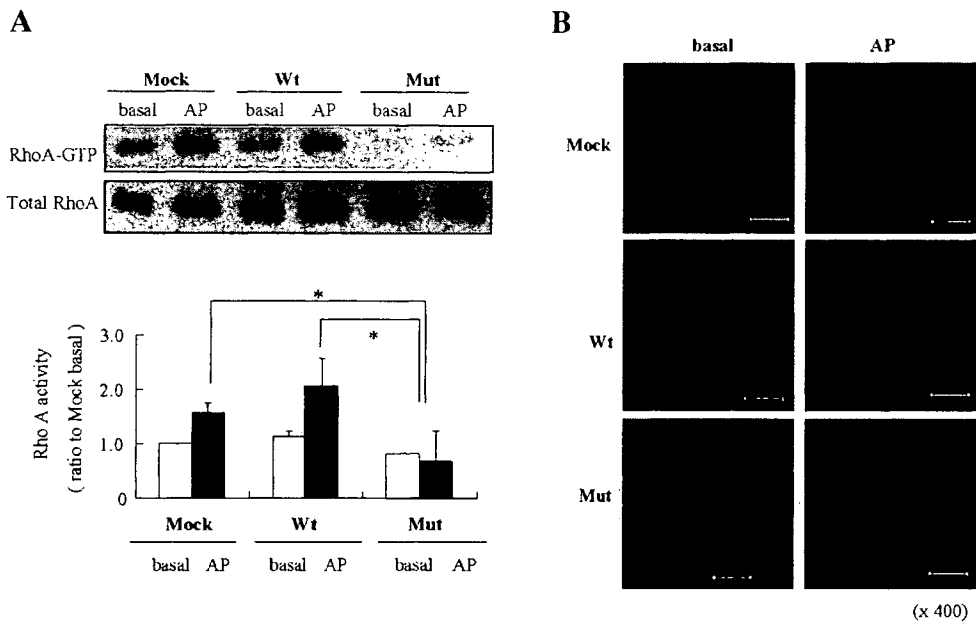 A
Mock Wt Mut
basal AP basal AP basal AP
RhoA-GTP
Total RhoA
* 
*
Rho A activity
( ratio to Mock basal )
3.0
2.0
1.0
0
Mock Wt Mut
basal AP basal AP basal AP
B
basal AP
Mock
Wt
Mut
(x 400)